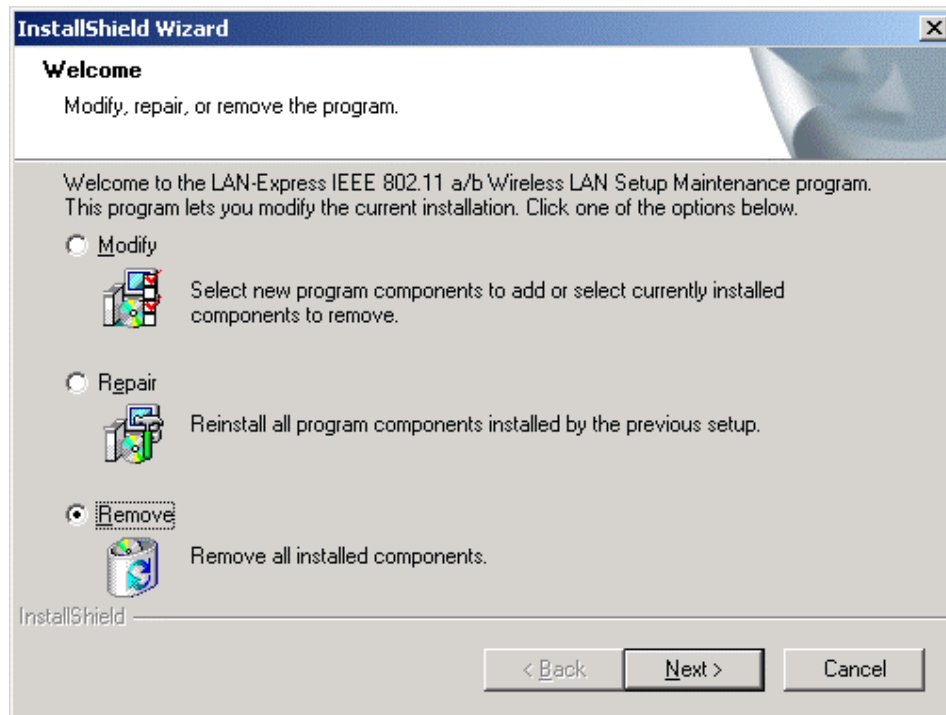 InstallShield Wizard
Welcome
Modify, repair, or remove the program.
Welcome to the LAN-Express IEEE 802.11 a/b Wireless LAN Setup Maintenance program.
This program lets you modify the current installation. Click one of the options below.
Modify
Select new program components to add or select currently installed
components to remove.
Repair
Reinstall all program components installed by the previous setup.
Remove
Remove all installed components.
InstallShield
< Back
Next >
Cancel